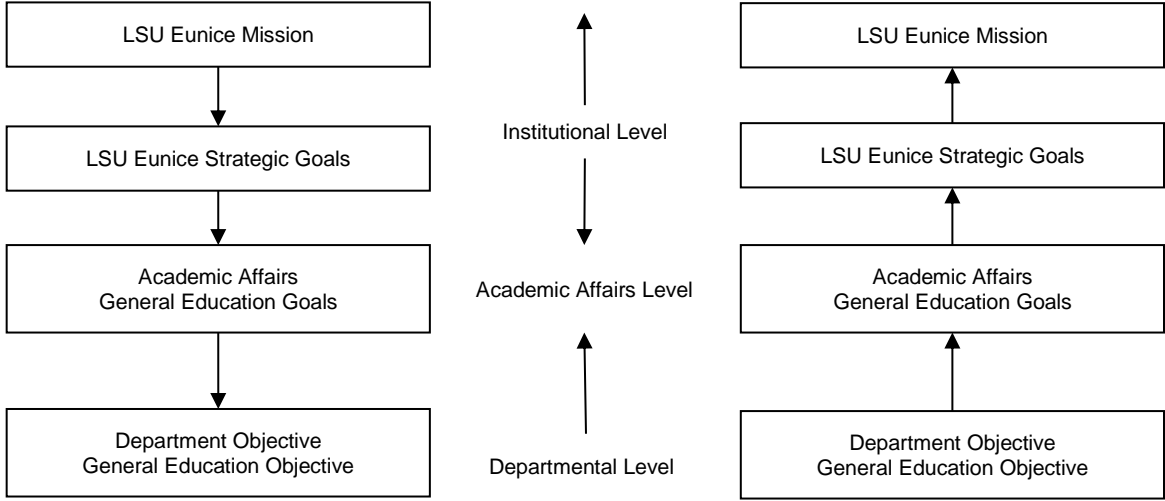 LSU Eunice Mission
LSU Eunice Strategic Goals
Academic Affairs
General Education Goals
Department Objective
General Education Objective
Institutional Level
Academic Affairs Level
Departmental Level
LSU Eunice Mission
LSU Eunice Strategic Goals
Academic Affairs
General Education Goals
Department Objective
General Education Objective